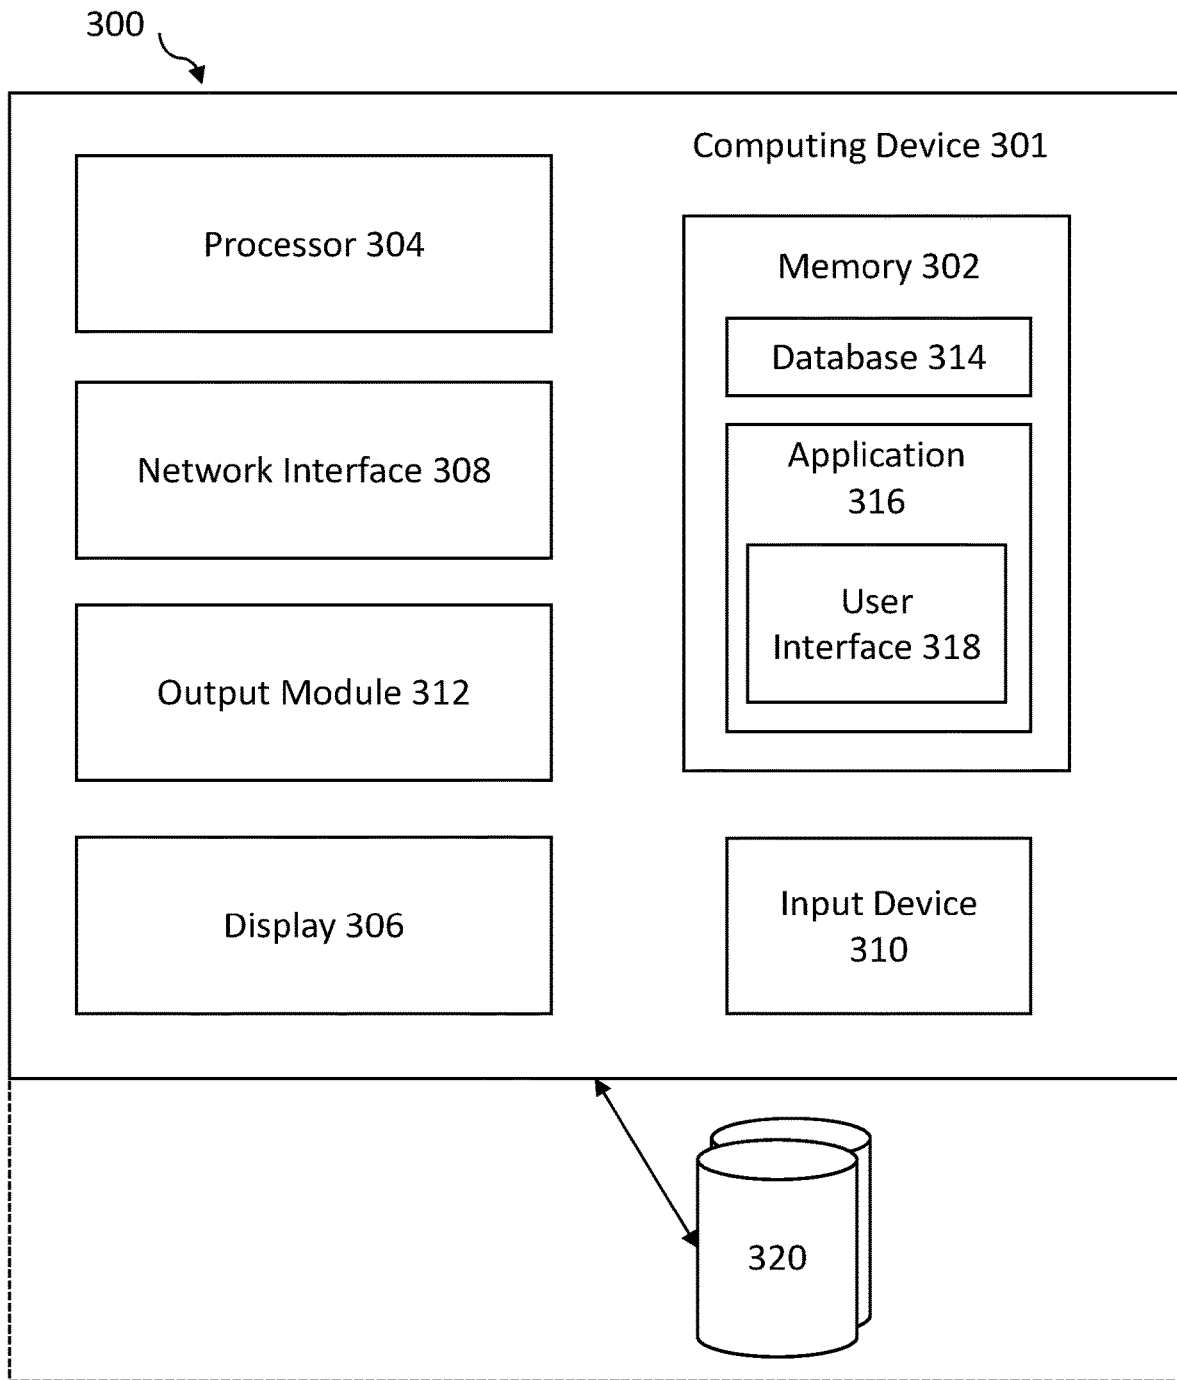 300
Computing Device 301
Processor 304
Memory 302
Database 314
Network Interface 308
Application
316
User
Interface 318
Output Module 312
Display 306
Input Device
310
320